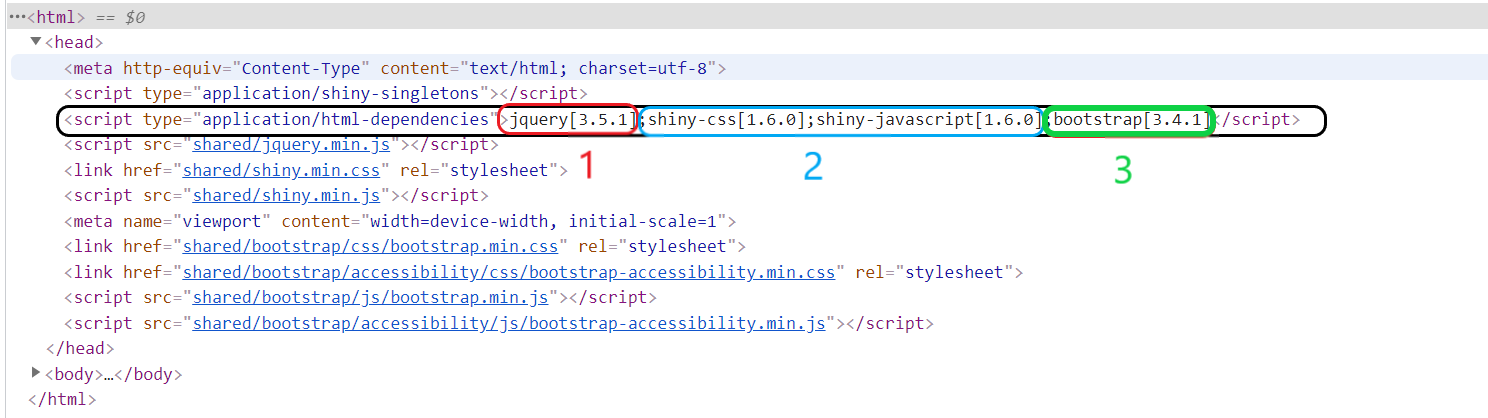 ···<html> == $0
▼<head>
<meta http-equiv="Content-Type" content="text/html; charset=utf-8">
<script type="application/shiny-singletons"></script>
<script type="application/html-dependencies">jquery[3.5.1];shiny-css[1.6.0];shiny-javascript[1.6.0];bootstrap[3.4.1]</script>
<script src="shared/jquery.min.js"></script>
1 2 3
<link href="shared/shiny.min.css" rel="stylesheet">
<script src="shared/shiny.min.js"></script>
<meta name="viewport" content="width=device-width, initial-scale=1">
<link href="shared/bootstrap/css/bootstrap.min.css" rel="stylesheet">
<link href="shared/bootstrap/accessibility/css/bootstrap-accessibility.min.css" rel="stylesheet">
<script src="shared/bootstrap/js/bootstrap.min.js"></script>
<script src="shared/bootstrap/accessibility/js/bootstrap-accessibility.min.js"></script>
</head>
▶<body>…</body>
</html>